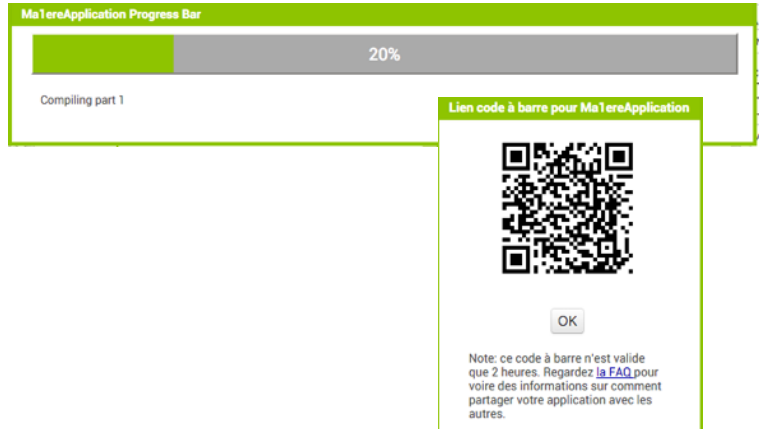 Ma1ereApplication Progress Bar
20%
Compiling part 1
Lien code à barre pour Ma1ereApplication
OK
Note: ce code à barre n'est valide
que 2 heures. Regardez la FAQ pour
voire des informations sur comment
partager votre application avec les
autres.